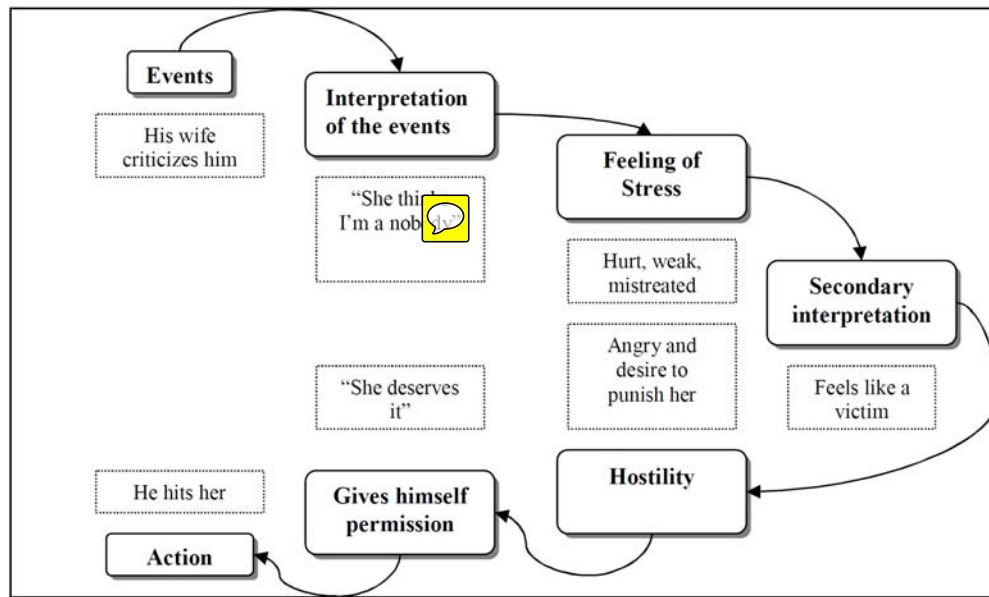 Events
His wife
criticizes him
Interpretation
of the events
“She
I'm a nobody”
Feeling of
Stress
Hurt, weak,
mistreated
Secondary
interpretation
Feels like a
victim
Angry and
desire to
punish her
Hostility
“She deserves
it”
Gives himself
permission
He hits her
Action